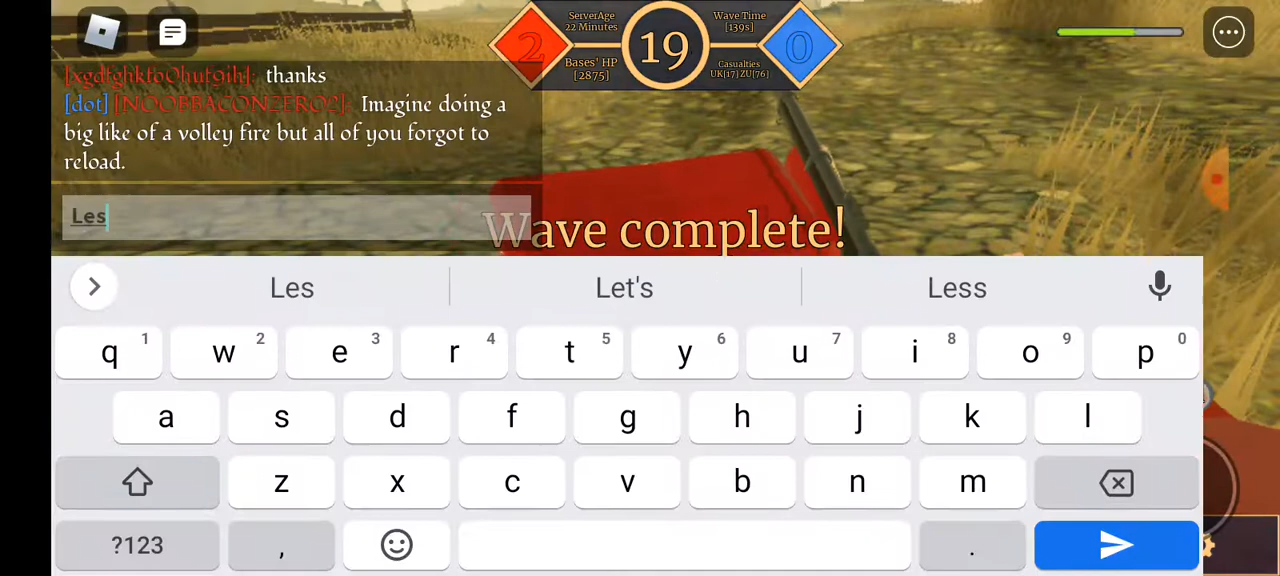 ServerAge
22 Minutes
Wave Time
[139s]
2
19
0
Bases' HP
[2875]
Casualties
UK[17] ZU[76]
thanks
[dot] [NOOBBACONZERO2]: Imagine doing a
big like of a volley fire but all of you forgot to
reload.
Les
Wave complete!
Les
Let's
Less
q 1 w 2 e 3 r 4 t 5 y 6 u 7 i 8 o 9 p 0
a s d f g h j k l
z x c v b n m
?123 , .